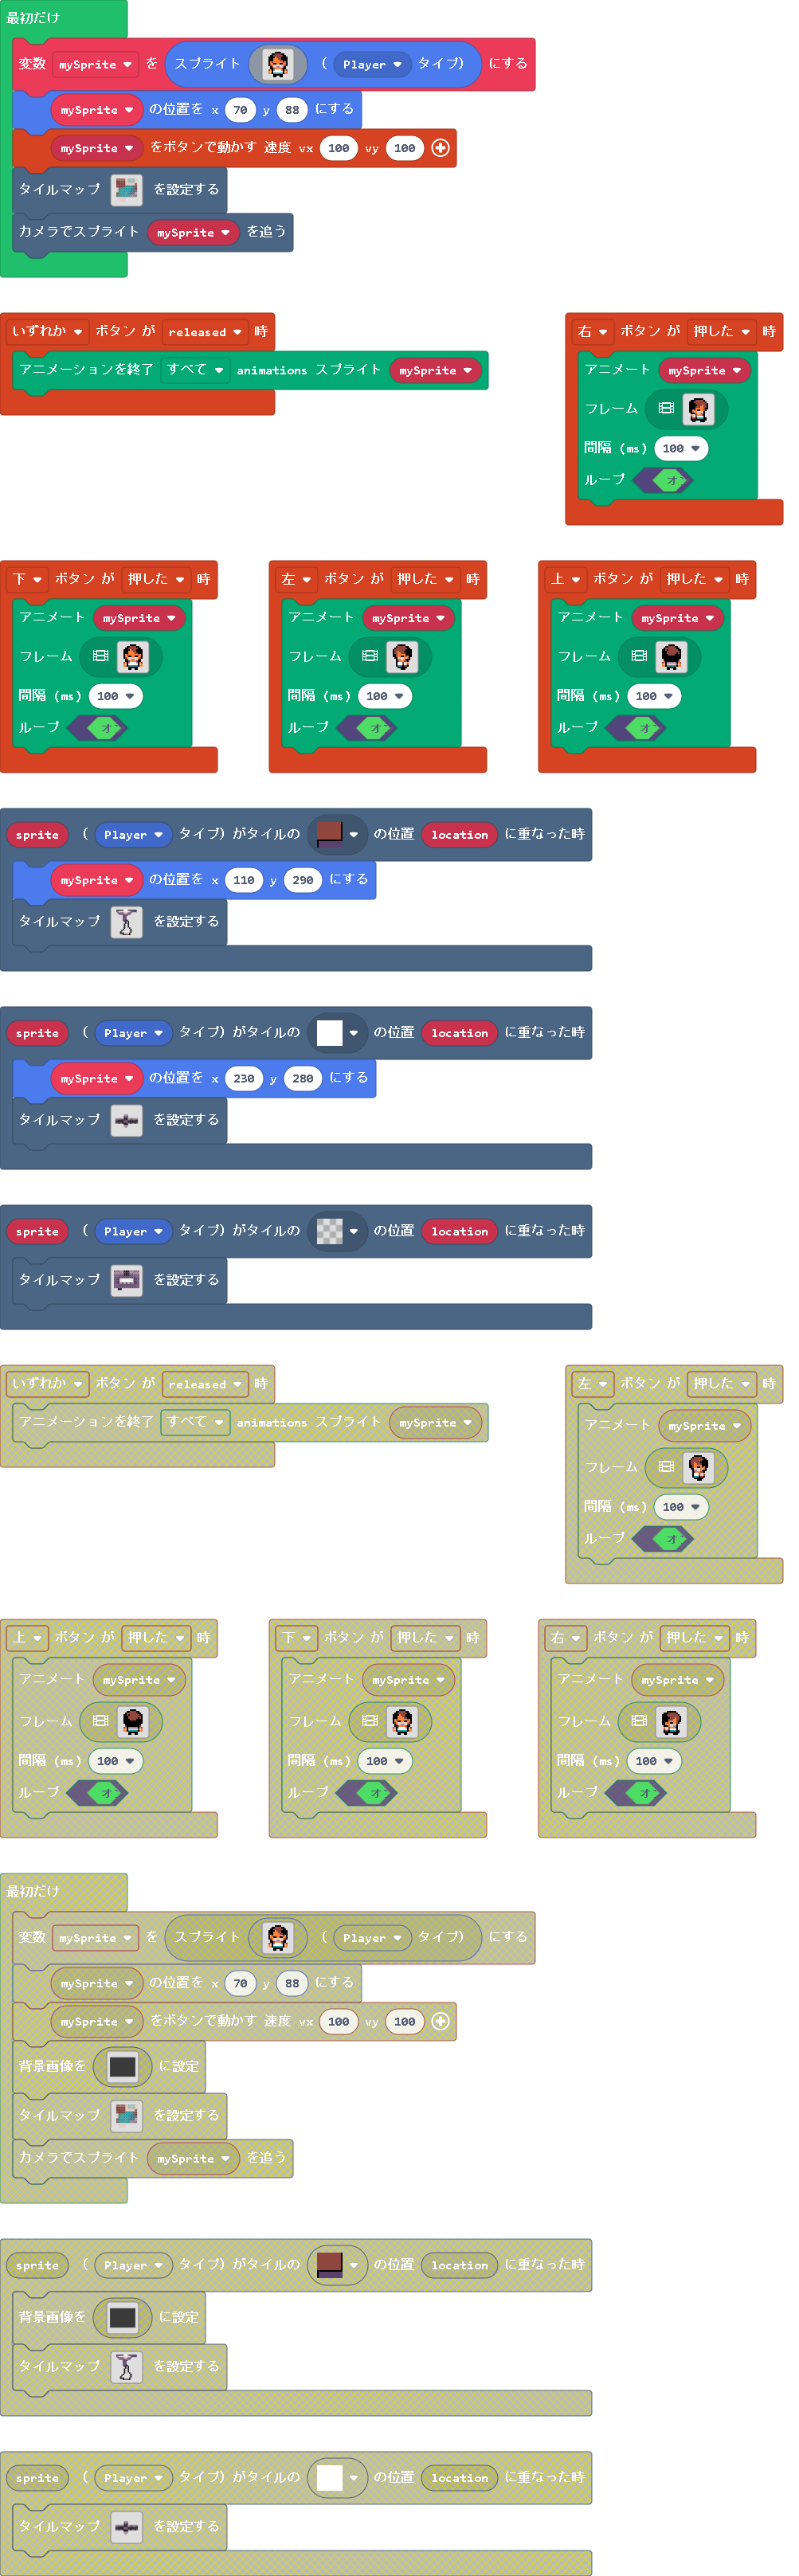 最初だけ
変数 mySprite を スプライト ( Player タイプ) にする
mySprite の位置を x 70 y 88 にする
mySprite をボタンで動かす 速度 vx 100 vy 100
タイルマップ を設定する
カメラでスプライト mySprite を追う
いずれか ボタン が released 時
アニメーションを終了 すべて animations スプライト mySprite
右 ボタン が 押した 時
アニメート mySprite
フレーム
間隔 (ms) 100
ループ オ
下 ボタン が 押した 時
アニメート mySprite
フレーム
間隔 (ms) 100
ループ オ
左 ボタン が 押した 時
アニメート mySprite
フレーム
間隔 (ms) 100
ループ オ
上 ボタン が 押した 時
アニメート mySprite
フレーム
間隔 (ms) 100
ループ オ
sprite ( Player タイプ) がタイルの の位置 location に重なった時
mySprite の位置を x 110 y 290 にする
タイルマップ を設定する
sprite ( Player タイプ) がタイルの の位置 location に重なった時
mySprite の位置を x 230 y 280 にする
タイルマップ を設定する
sprite ( Player タイプ) がタイルの の位置 location に重なった時
タイルマップ を設定する
いずれか ボタン が released 時
アニメーションを終了 すべて animations スプライト mySprite
左 ボタン が 押した 時
アニメート mySprite
フレーム
間隔 (ms) 100
ループ オ
上 ボタン が 押した 時
アニメート mySprite
フレーム
間隔 (ms) 100
ループ オ
下 ボタン が 押した 時
アニメート mySprite
フレーム
間隔 (ms) 100
ループ オ
右 ボタン が 押した 時
アニメート mySprite
フレーム
間隔 (ms) 100
ループ オ
最初だけ
変数 mySprite を スプライト ( Player タイプ) にする
mySprite の位置を x 70 y 88 にする
mySprite をボタンで動かす 速度 vx 100 vy 100
背景画像を に設定
タイルマップ を設定する
カメラでスプライト mySprite を追う
sprite ( Player タイプ) がタイルの の位置 location に重なった時
背景画像を に設定
タイルマップ を設定する
sprite ( Player タイプ) がタイルの の位置 location に重なった時
タイルマップ を設定する